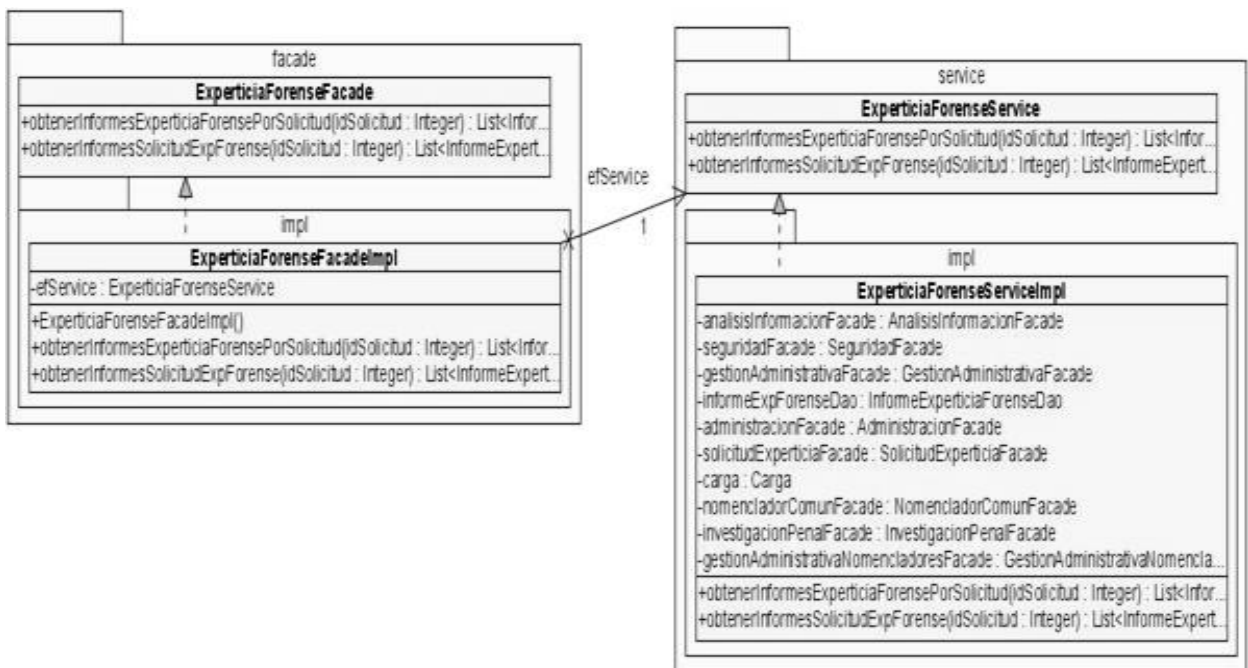 facade
ExperticiaForenseFacade
+obtenerInformesExperticiaForensePorSolicitud(idSolicitud : Integer) : List<Infor...
+obtenerInformesSolicitudExpForense(idSolicitud : Integer) : List<InformeExpert...
impl
ExperticiaForenseFacadeImpl
-efService : ExperticiaForenseService
+ExperticiaForenseFacadeImpl()
+obtenerInformesExperticiaForensePorSolicitud(idSolicitud : Integer) : List<Infor...
+obtenerInformesSolicitudExpForense(idSolicitud : Integer) : List<InformeExpert...
efService
1
service
ExperticiaForenseService
+obtenerInformesExperticiaForensePorSolicitud(idSolicitud : Integer) : List<Infor...
+obtenerInformesSolicitudExpForense(idSolicitud : Integer) : List<InformeExpert...
impl
ExperticiaForenseServiceImpl
-analisisInformacionFacade : AnalisisInformacionFacade
-seguridadFacade : SeguridadFacade
-gestionAdministrativaFacade : GestionAdministrativaFacade
-informeExpForenseDao : InformeExperticiaForenseDao
-administracionFacade : AdministracionFacade
-solicitudExperticiaFacade : SolicitudExperticiaFacade
-carga : Carga
-nomencladorComunFacade : NomencladorComunFacade
-investigacionPenalFacade : InvestigacionPenalFacade
-gestionAdministrativaNomencladoresFacade : GestionAdministrativaNomencla...
+obtenerInformesExperticiaForensePorSolicitud(idSolicitud : Integer) : List<Infor...
+obtenerInformesSolicitudExpForense(idSolicitud : Integer) : List<InformeExpert...